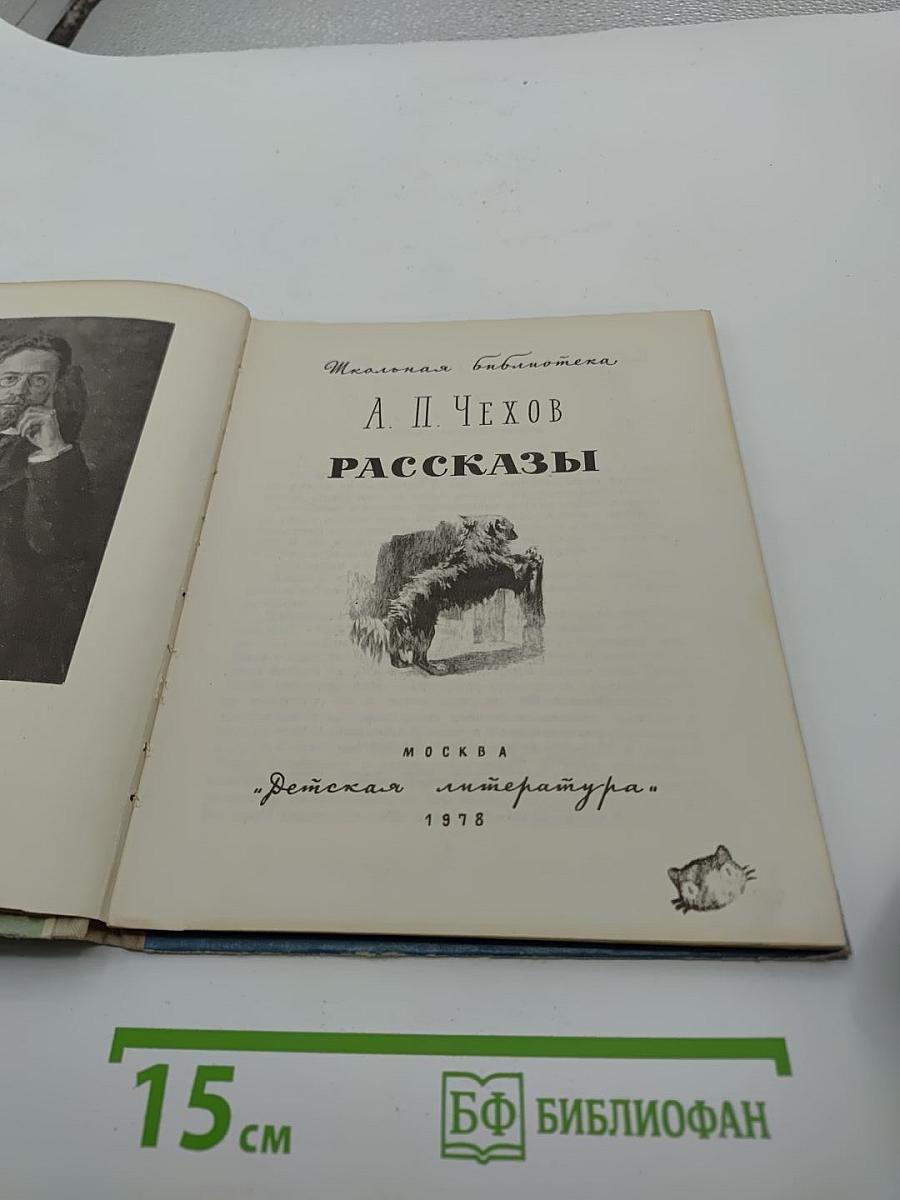 Школьная библиотека
А. П. ЧЕХОВ
РАССКАЗЫ
МОСКВА
„Детская литература"
1978
15 см
БФ БИБЛИОФАН